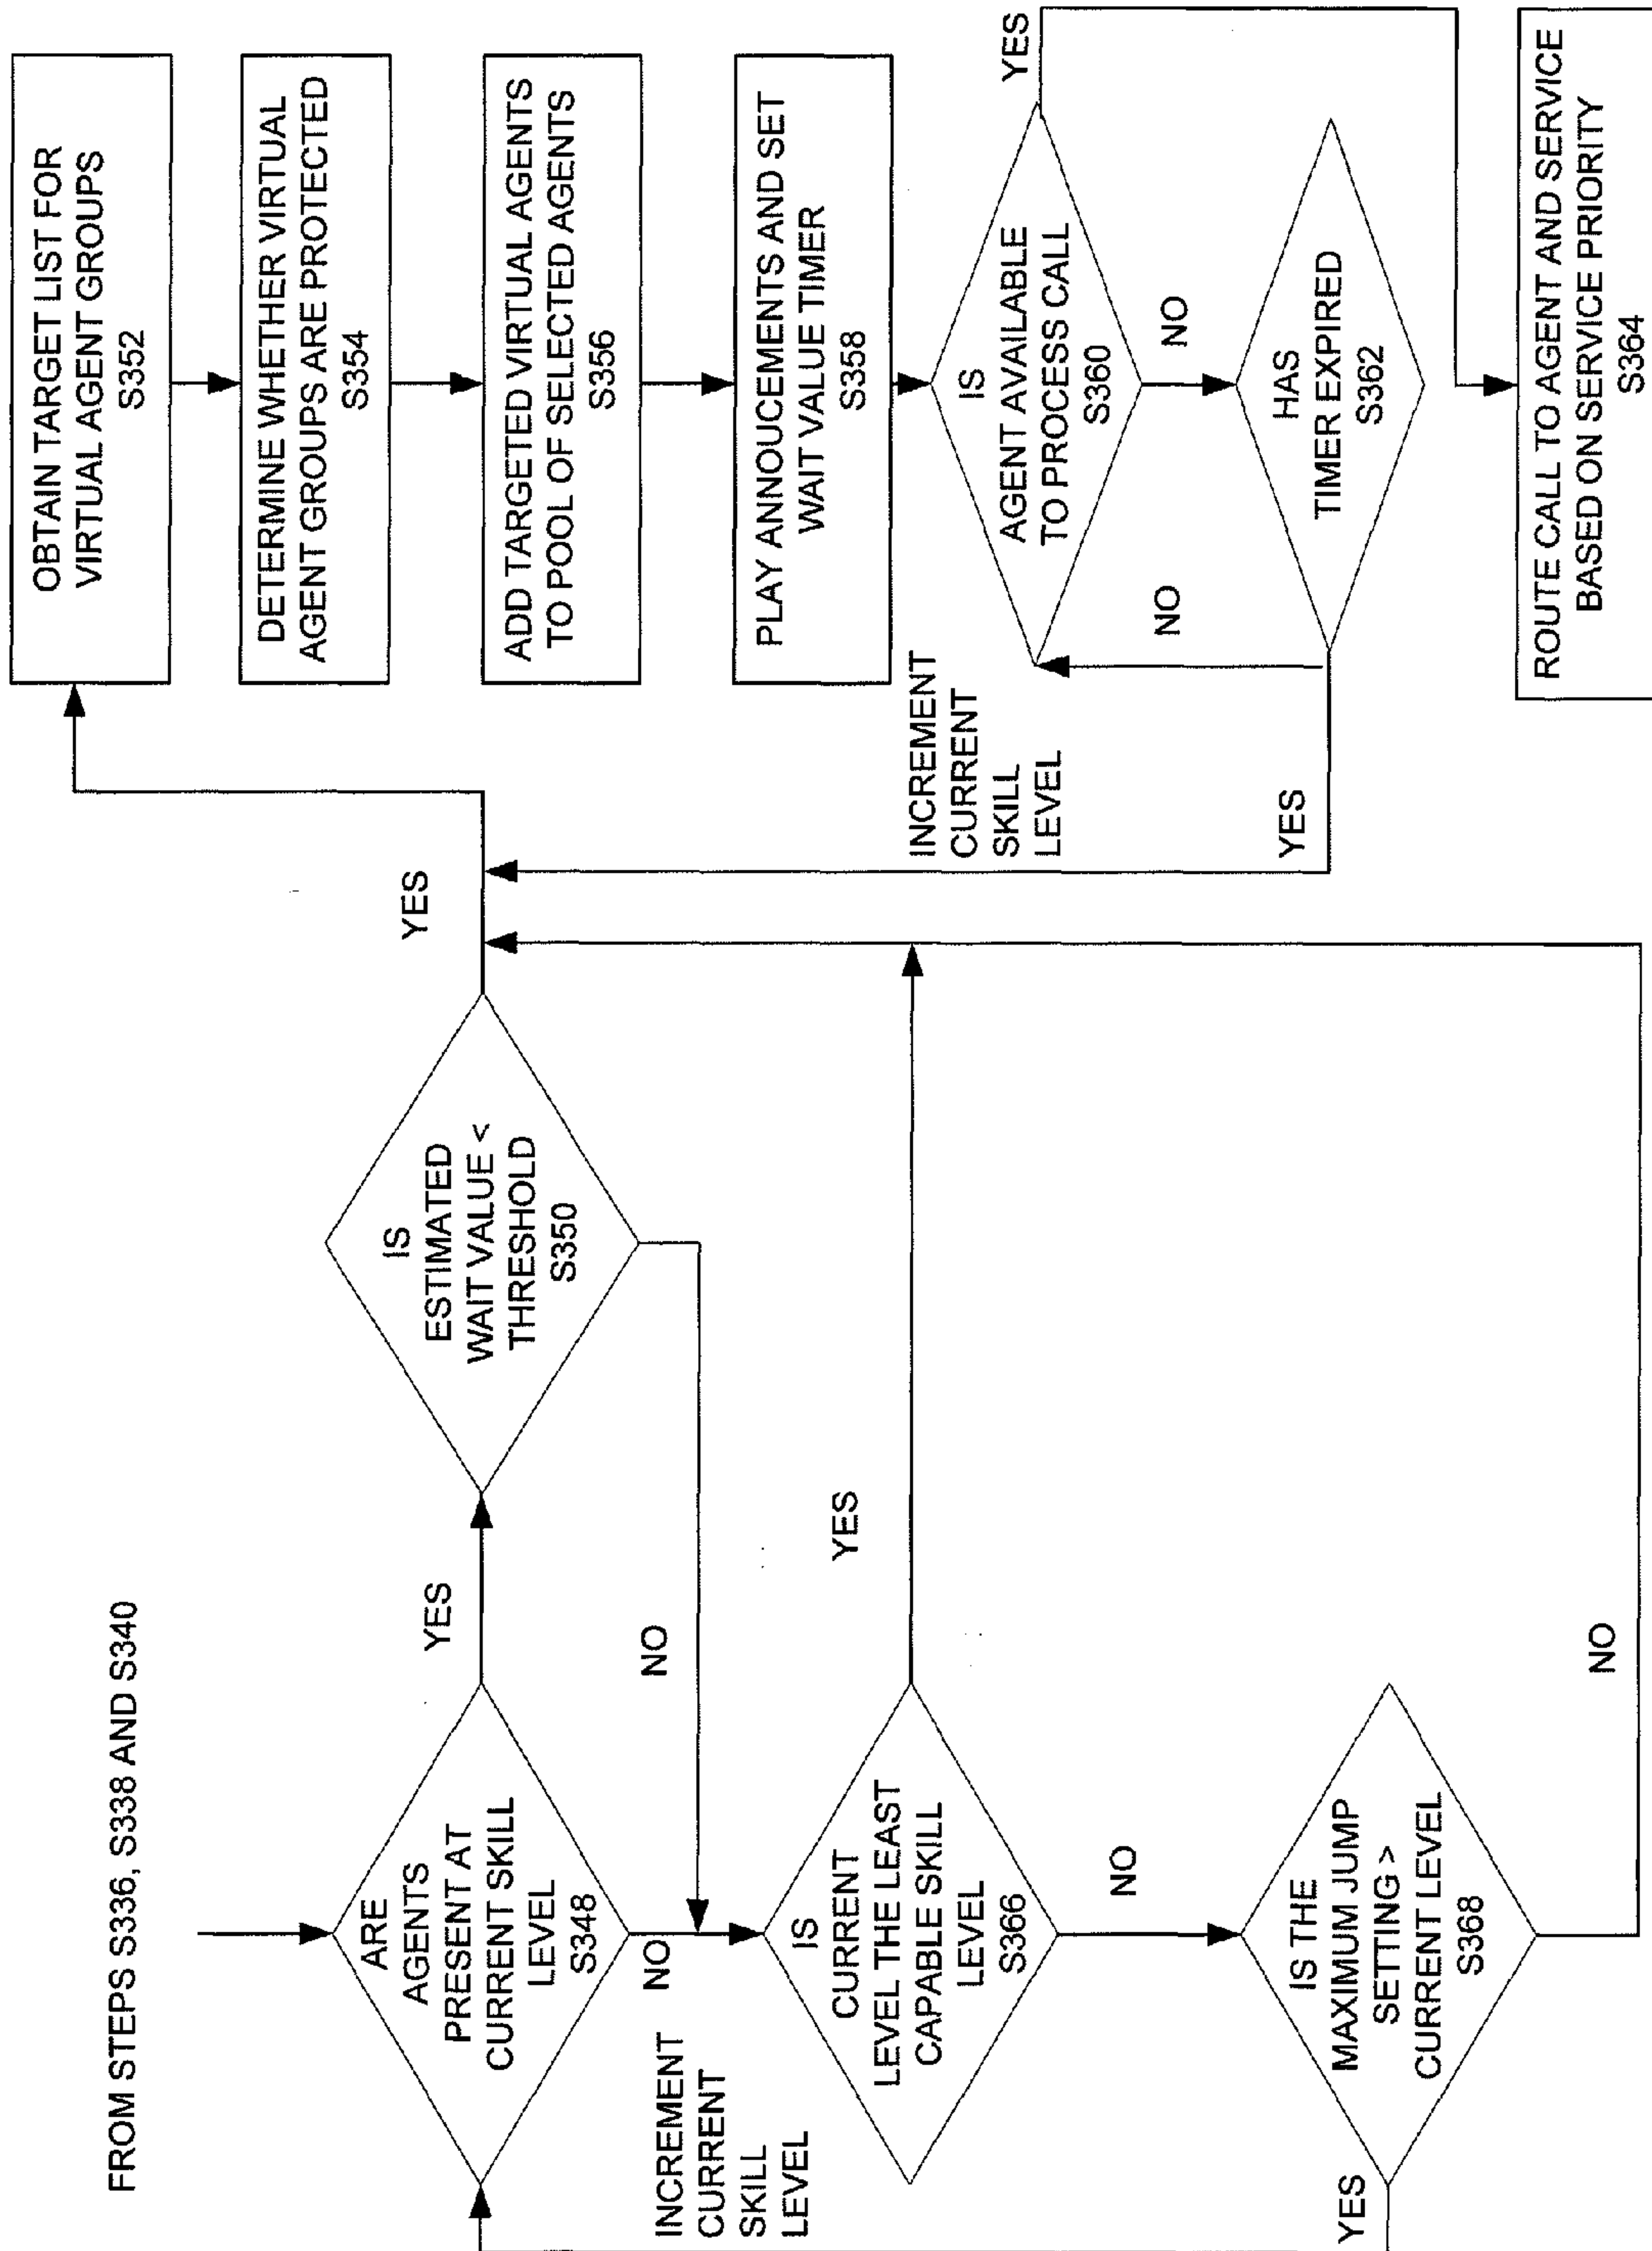 FROM STEPS S336, S338 AND S340
ARE
AGENTS
PRESENT AT
CURRENT SKILL
LEVEL
S348
YES
NO
IS
ESTIMATED
WAIT VALUE <
THRESHOLD
S350
YES
NO
INCREMENT
CURRENT
SKILL
LEVEL
IS
CURRENT
LEVEL THE LEAST
CAPABLE SKILL
LEVEL
S366
YES
NO
IS THE
MAXIMUM JUMP
SETTING >
CURRENT LEVEL
S368
YES
NO
OBTAIN TARGET LIST FOR
VIRTUAL AGENT GROUPS
S352
DETERMINE WHETHER VIRTUAL
AGENT GROUPS ARE PROTECTED
S354
ADD TARGETED VIRTUAL AGENTS
TO POOL OF SELECTED AGENTS
S356
PLAY ANNOUCEMENTS AND SET
WAIT VALUE TIMER
S358
IS
AGENT AVAILABLE
TO PROCESS CALL
S360
YES
NO
NO
INCREMENT
CURRENT
SKILL
LEVEL
HAS
TIMER EXPIRED
S362
YES
ROUTE CALL TO AGENT AND SERVICE
BASED ON SERVICE PRIORITY
S364